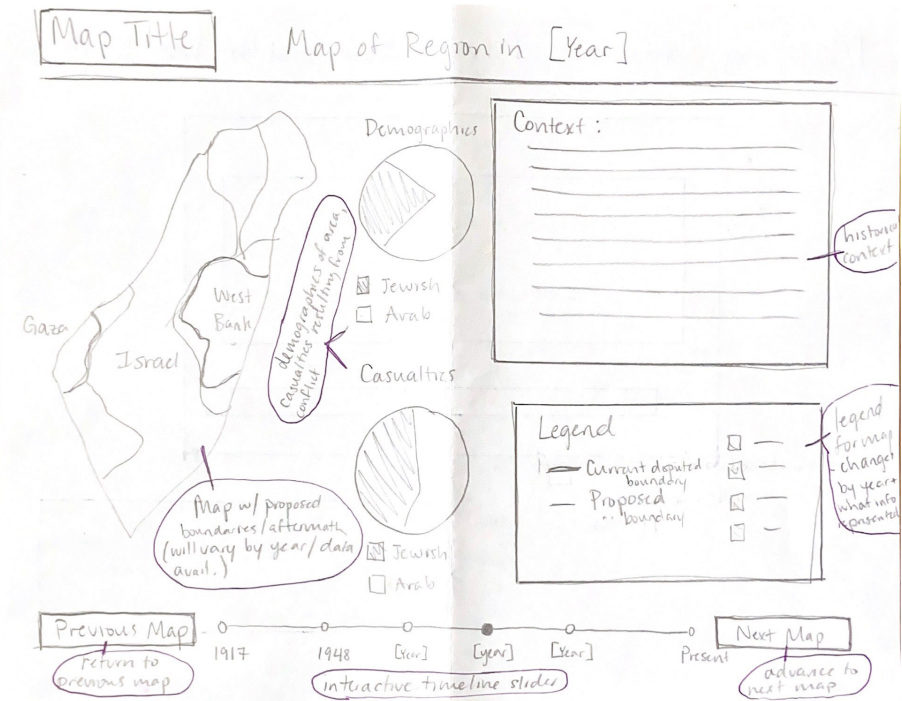 Map Title
Map of Region in [Year]
Demographics
Jewish
Arab
Casualties
Jewish
Arab
demographics of area,
casualties resulting from
conflict
Gaza
Israel
West
Bank
Map w/ proposed
boundaries/aftermath
(will vary by year/data
avail.)
Context:
historical
context
Legend
Current disputed
boundary
Proposed
" boundary
legend
for map
changes
by year +
what info
Previous Map
1917
1948
[Year]
[year]
[Year]
Present
Next Map
return to
previous map
interactive timeline slider
advance to
next map